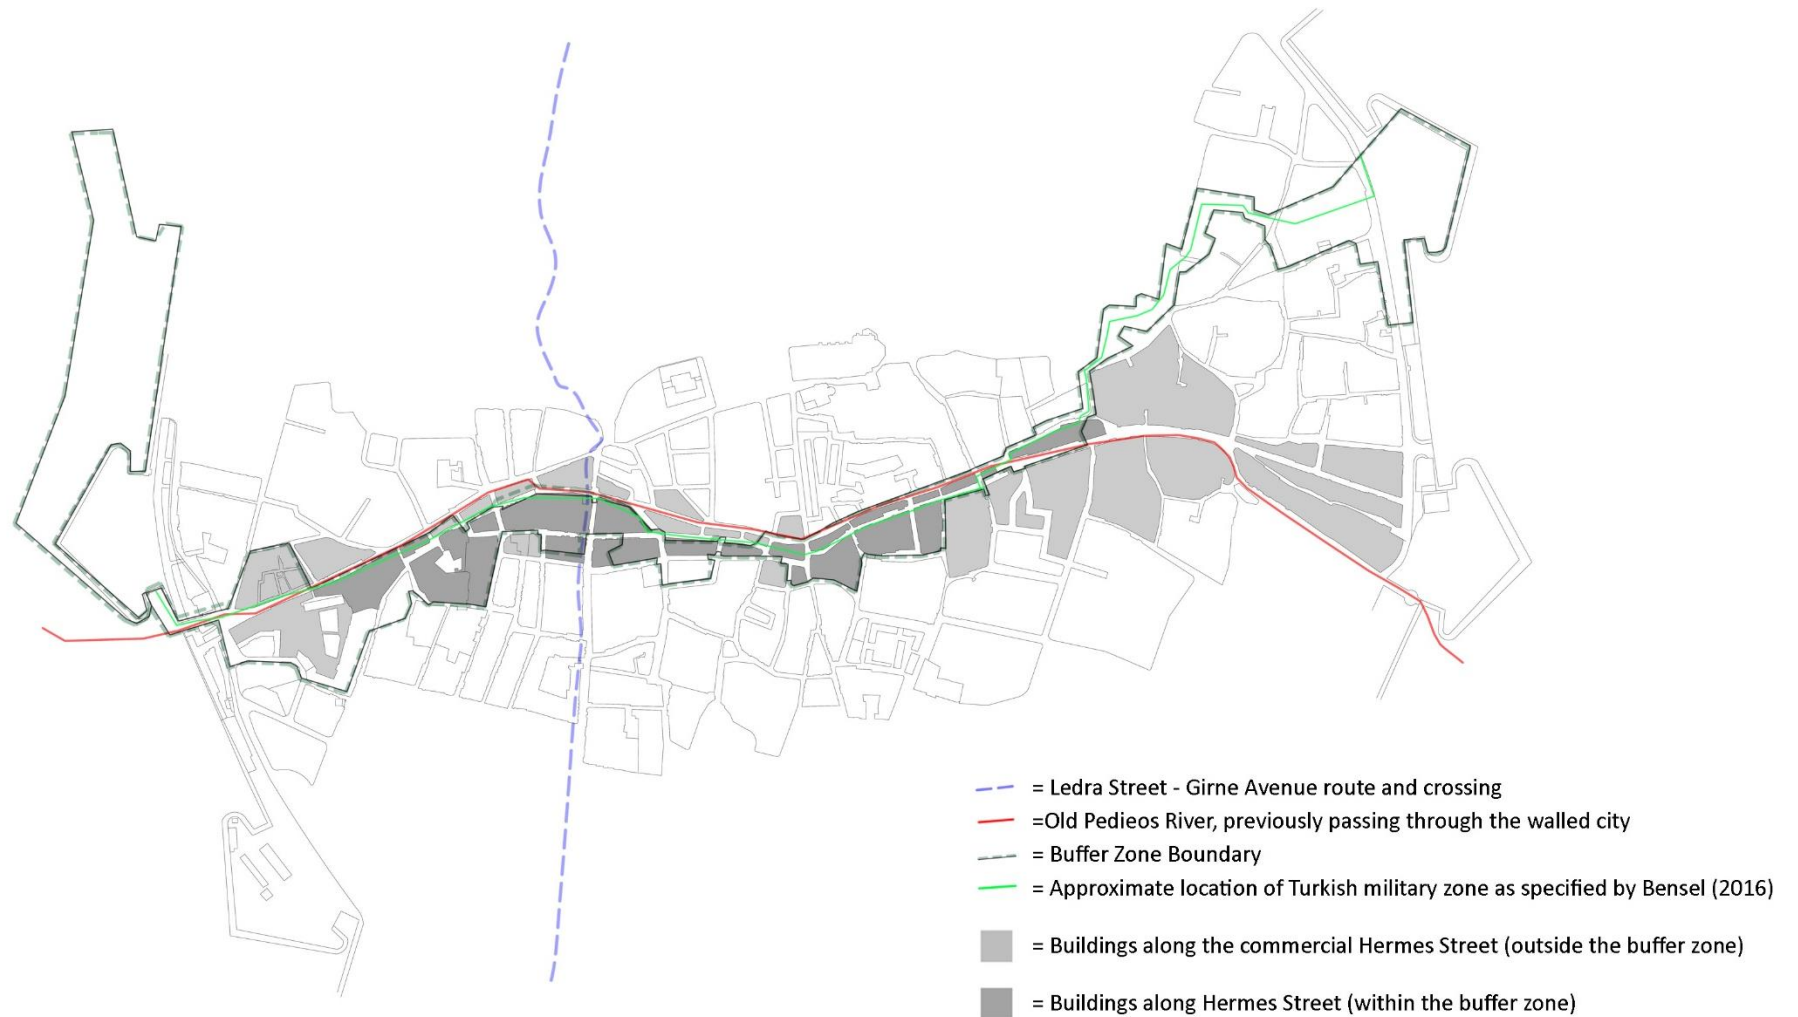 = Ledra Street - Girne Avenue route and crossing
=Old Pedieos River, previously passing through the walled city
= Buffer Zone Boundary
= Approximate location of Turkish military zone as specified by Bensel (2016)
= Buildings along the commercial Hermes Street (outside the buffer zone)
= Buildings along Hermes Street (within the buffer zone)